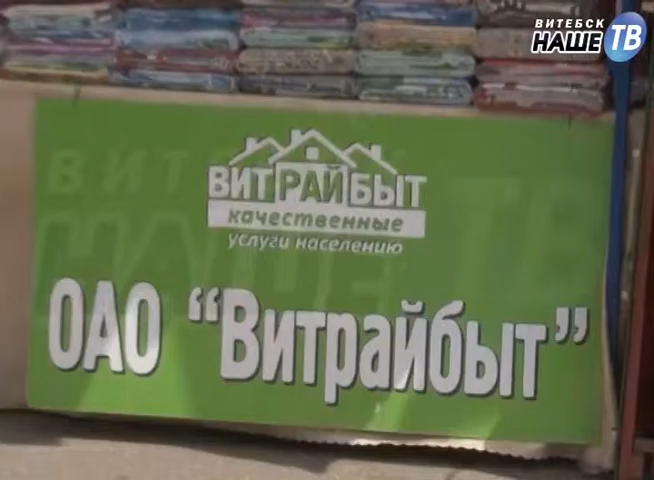 ВИТЕБСК
НАШЕ ТВ
ВИТРАЙБЫТ
качественные
услуги населению
ОАО “Витрайбыт”